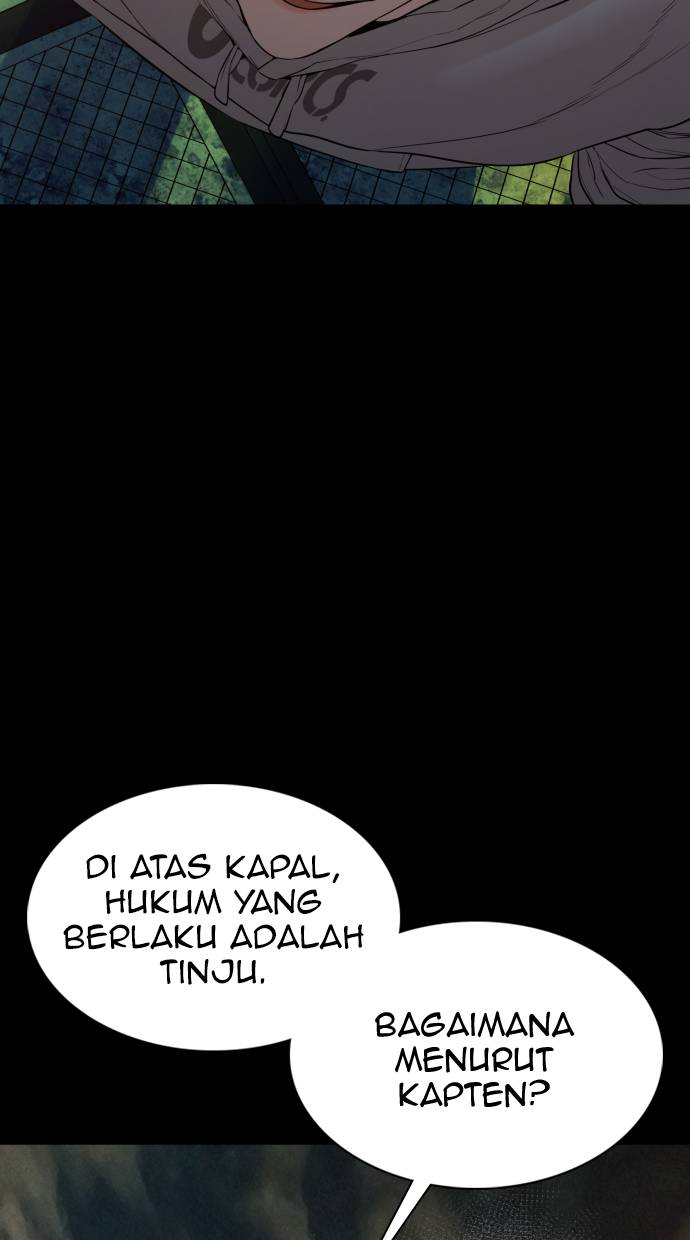 DI ATAS KAPAL,
HUKUM YANG
BERLAKU ADALAH
TINJU.
BAGAIMANA
MENURUT
KAPTEN?